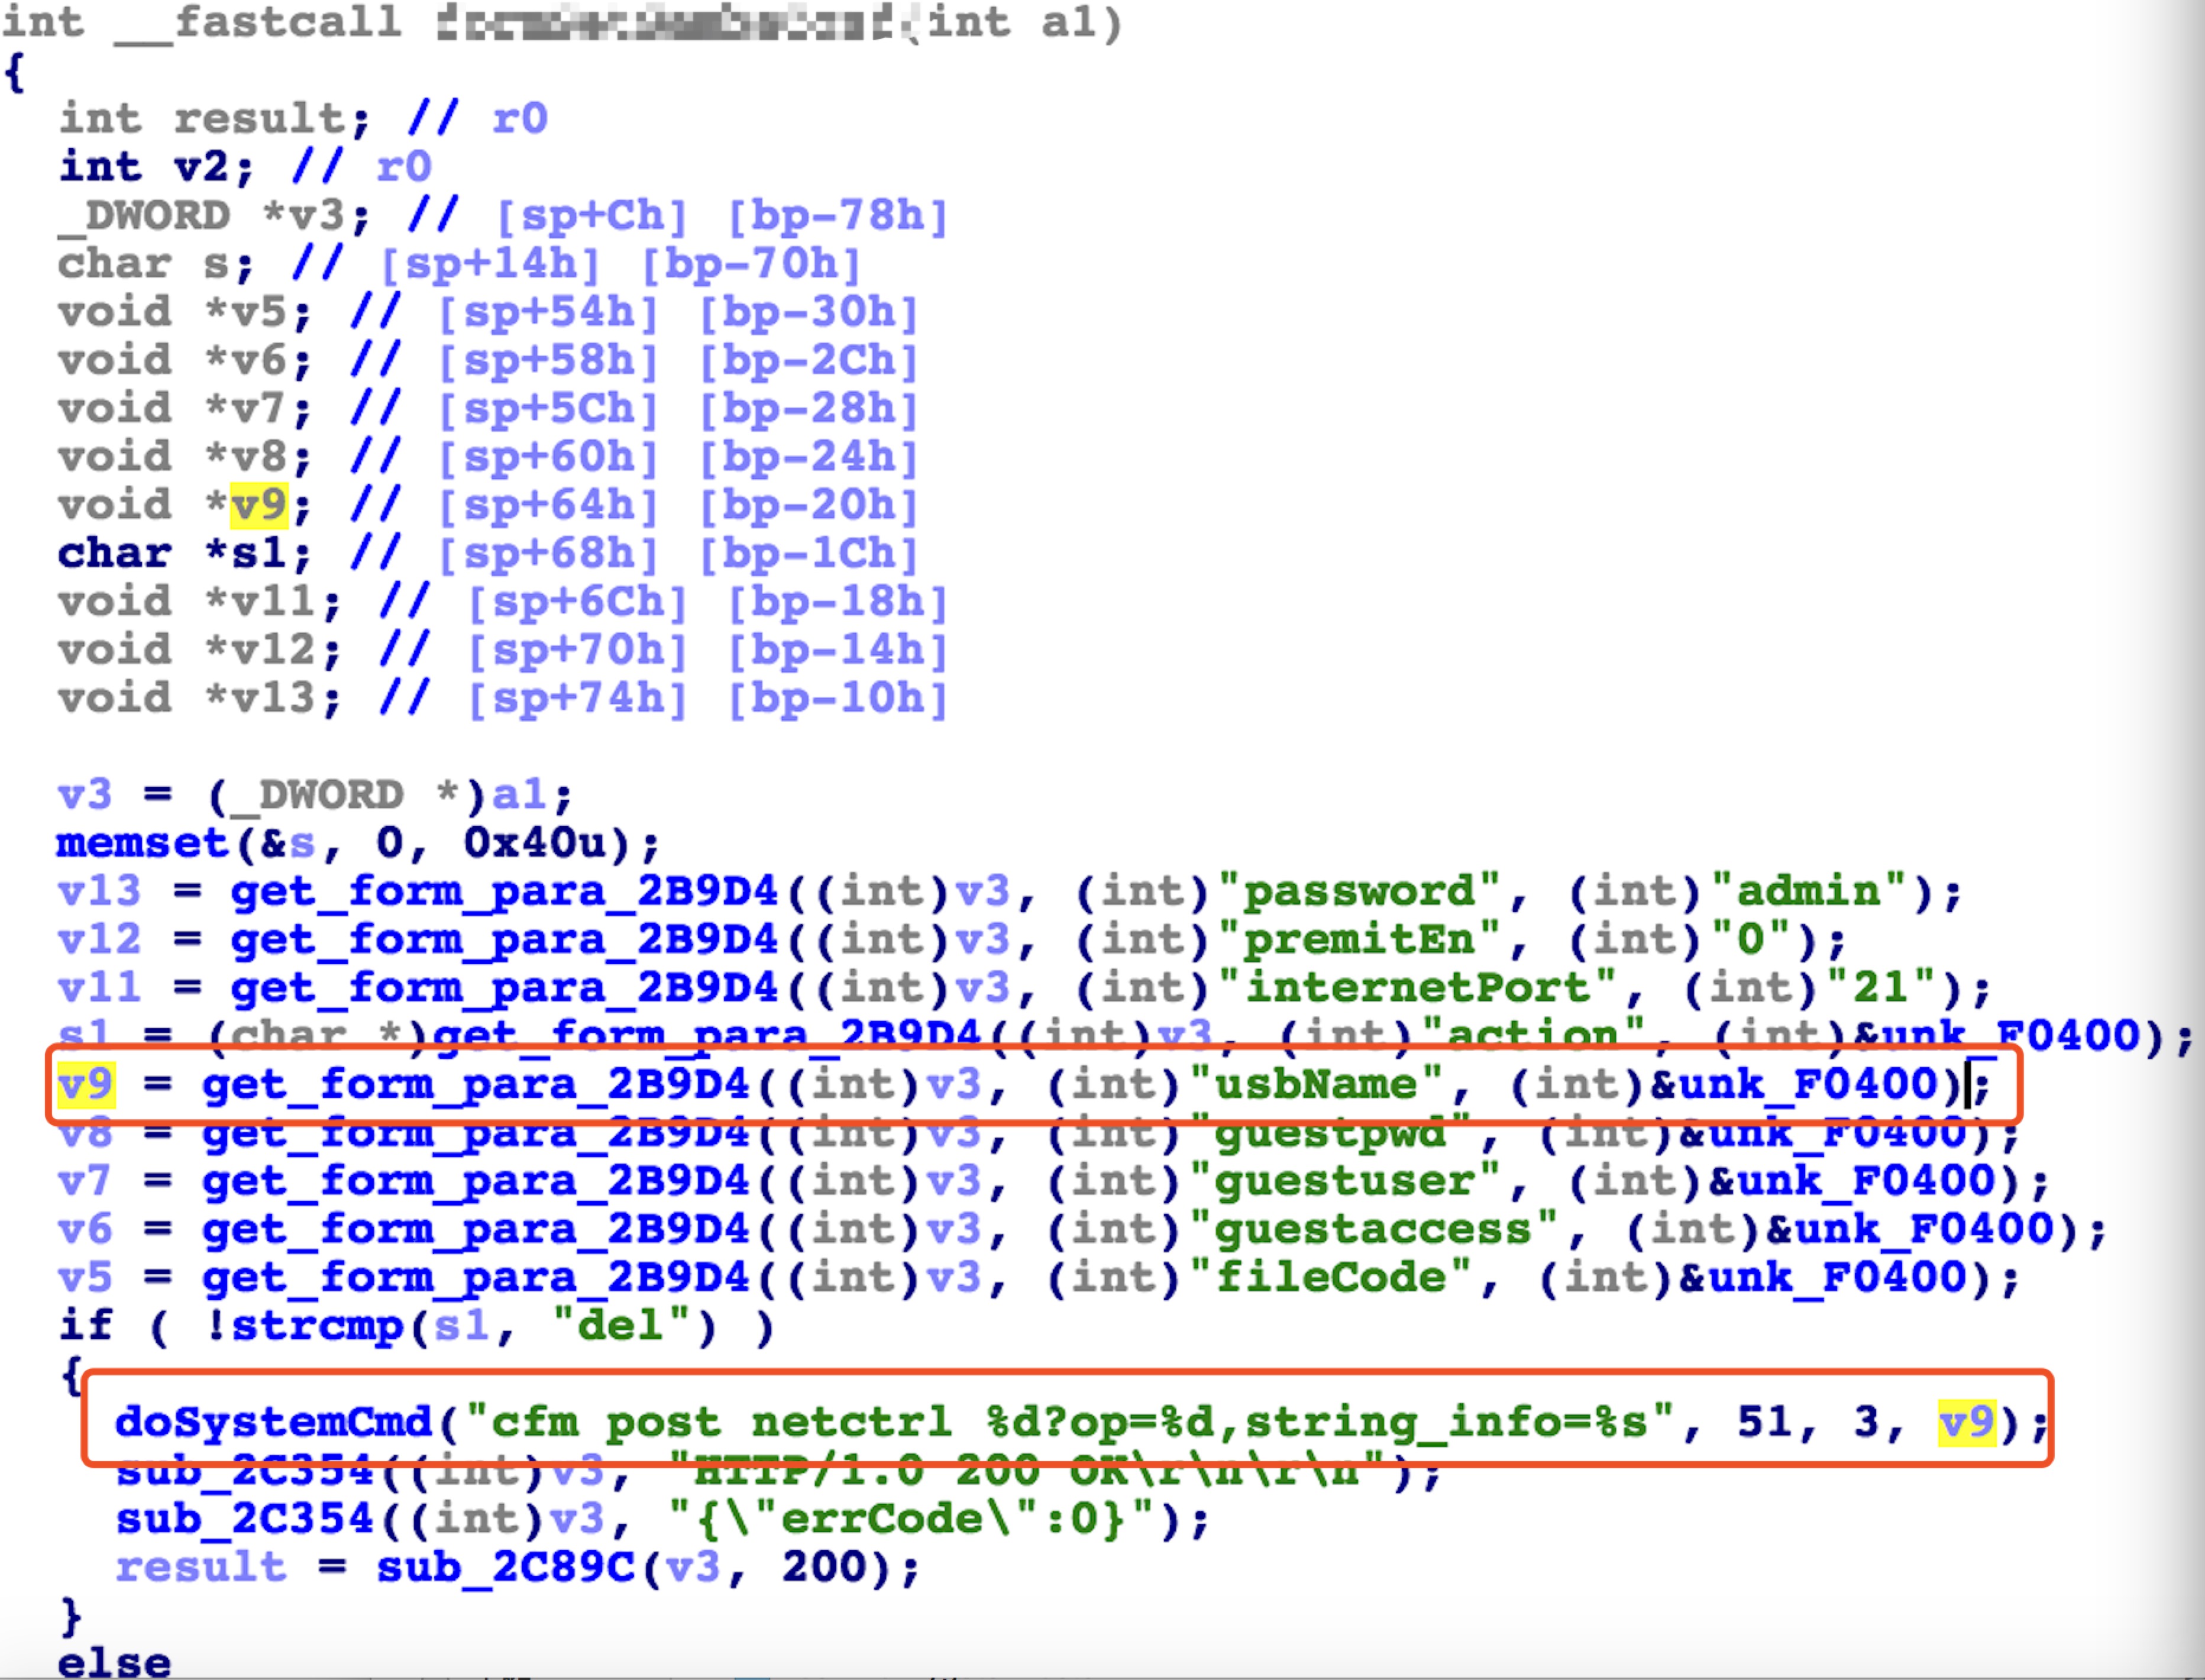 int __fastcall (int a1)
{
int result; // r0
int v2; // r0
_DWORD *v3; // [sp+Ch] [bp-78h]
char s; // [sp+14h] [bp-70h]
void *v5; // [sp+54h] [bp-30h]
void *v6; // [sp+58h] [bp-2Ch]
void *v7; // [sp+5Ch] [bp-28h]
void *v8; // [sp+60h] [bp-24h]
void *v9; // [sp+64h] [bp-20h]
char *s1; // [sp+68h] [bp-1Ch]
void *v11; // [sp+6Ch] [bp-18h]
void *v12; // [sp+70h] [bp-14h]
void *v13; // [sp+74h] [bp-10h]
v3 = (_DWORD *)a1;
memset(&s, 0, 0x40u);
v13 = get_form_para_2B9D4((int)v3, (int)"password", (int)"admin");
v12 = get_form_para_2B9D4((int)v3, (int)"premitEn", (int)"0");
v11 = get_form_para_2B9D4((int)v3, (int)"internetPort", (int)"21");
s1 = (char *)get_form_para_2B9D4((int)v3, (int)"action", (int)&unk_F0400);
v9 = get_form_para_2B9D4((int)v3, (int)"usbName", (int)&unk_F0400);
v8 = get_form_para_2B9D4((int)v3, (int)"guestpwd", (int)&unk_F0400);
v7 = get_form_para_2B9D4((int)v3, (int)"guestuser", (int)&unk_F0400);
v6 = get_form_para_2B9D4((int)v3, (int)"guestaccess", (int)&unk_F0400);
v5 = get_form_para_2B9D4((int)v3, (int)"fileCode", (int)&unk_F0400);
if ( !strcmp(s1, "del") )
{
doSystemCmd("cfm post netctrl %d?op=%d,string_info=%s", 51, 3, v9);
sub_2C354((int)v3, "HTTP/1.0 200 OK\r\n\r\n");
sub_2C354((int)v3, "{\"errCode\":0}");
result = sub_2C89C(v3, 200);
}
else